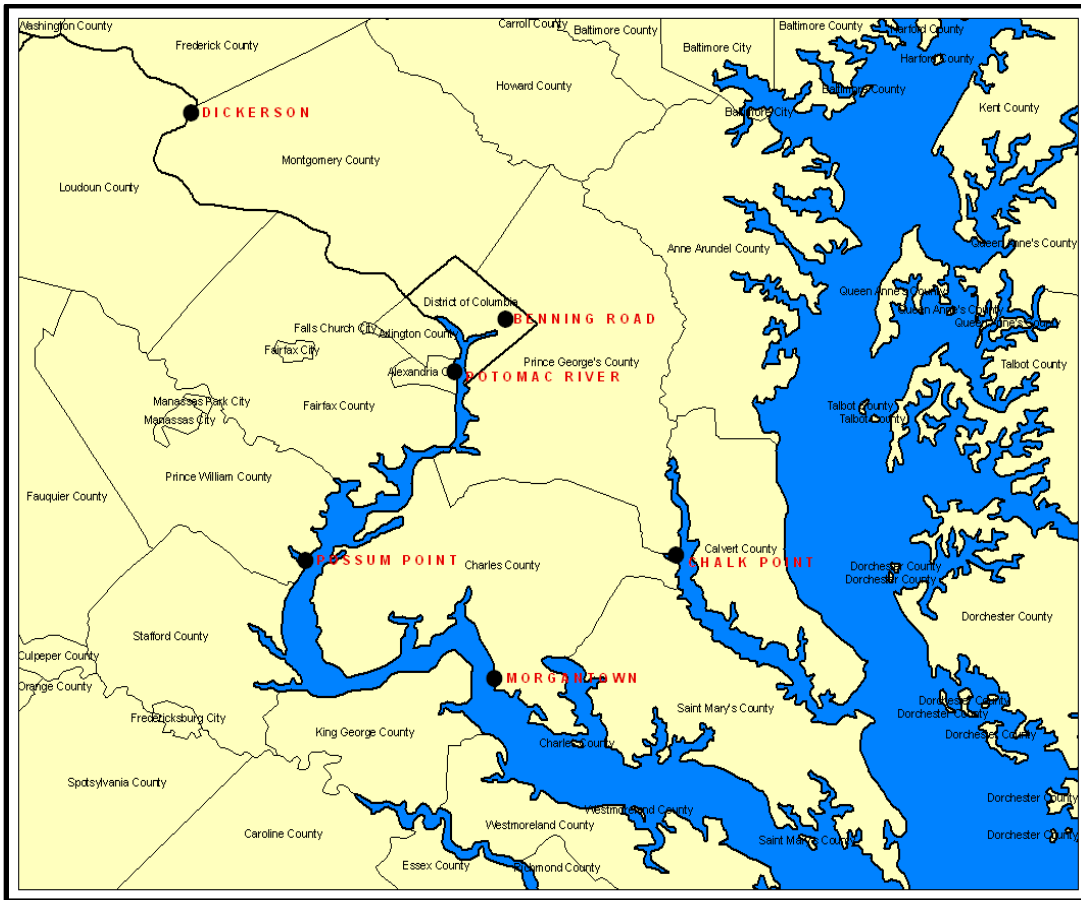 Washington County
Frederick County
Carroll County
Baltimore County
Baltimore City
Baltimore County
Harford County
Harford County
Howard County
Baltimore County
Baltimore City
Kent County
DICKERSON
Montgomery County
Loudoun County
Anne Arundel County
Queen Anne's County
Queen Anne's County
Queen Anne's County
Queen Anne's County
District of Columbia
BENNING ROAD
Falls Church City
Arlington County
Fairfax City
Prince George's County
Talbot County
Alexandria C
POTOMAC RIVER
Manassas Park City
Fairfax County
Talbot County
Talbot County
Manassas City
Prince William County
Fauquier County
Calvert County
POSSUM POINT
Charles County
CHALK POINT
Dorchester County
Dorchester County
Dorchester County
Stafford County
Culpeper County
Orange County
MORGANTOWN
Saint Mary's County
Dorchester County
Dorchester County
Fredericksburg City
King George County
Charles County
Dorchester County
Spotsylvania County
Dorchester County
Westmoreland County
Caroline County
Westmoreland County
Saint Mary's County
Dorchester County
Essex County
Richmond County